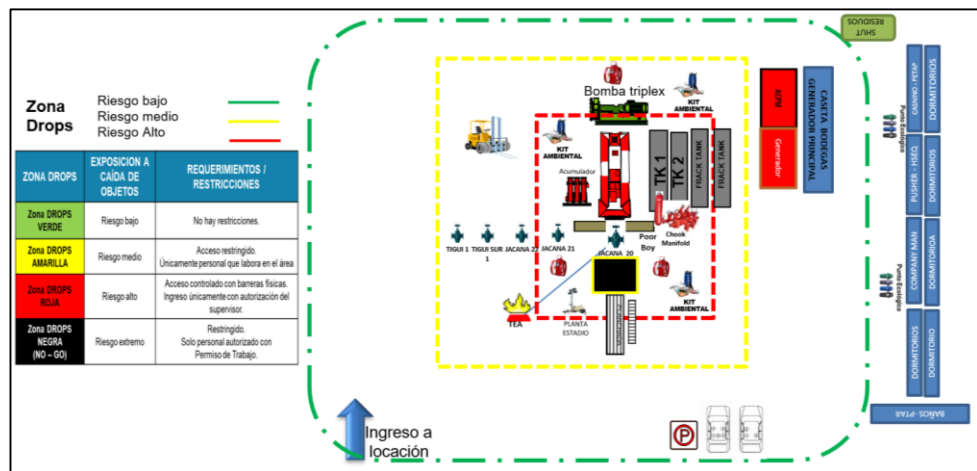 Zona
Drops
Riesgo bajo
Riesgo medio
Riesgo Alto
ZONA DROPS
EXPOSICION A
CAÍDA DE
OBJETOS
REQUERIMIENTOS /
RESTRICCIONES
Zona DROPS
VERDE
Riesgo bajo
No hay restricciones.
Zona DROPS
AMARILLA
Riesgo medio
Acceso restringido.
Únicamente personal que labora en el área
Zona DROPS
ROJA
Riesgo alto
Acceso controlado con barreras físicas.
Ingreso únicamente con autorización del
supervisor.
Zona DROPS
NEGRA
(NO – GO)
Riesgo extremo
Restringido.
Solo personal autorizado con
Permiso de Trabajo.
Bomba triplex
KIT
AMBIENTAL
KIT
AMBIENTAL
Acumulador
TK 1
TK 2
FRACK TANK
FRACK TANK
TIGUI 1
TIGUI SUR
1
JACANA 22
JACANA 21
JACANA 20
Poor
Boy
Chook
Manifold
KIT
AMBIENTAL
TEA
PLANTA
ESTADIO
PLANCHADA
ACPM
Generador
CASETA BODEGAS
GENERADOR PRINCIPAL
SHUT
RESIDUOS
Punto Ecológico
Punto Ecológico
CASINIRO - PETAP
DORMITORIOS
PUSHER - HSEQ
DORMITORIOS
COMPANY MAN
DORMITORIOA
DORMITORIOS
DORMITORIO
BAÑOS -PTAR
P
Ingreso a
locación